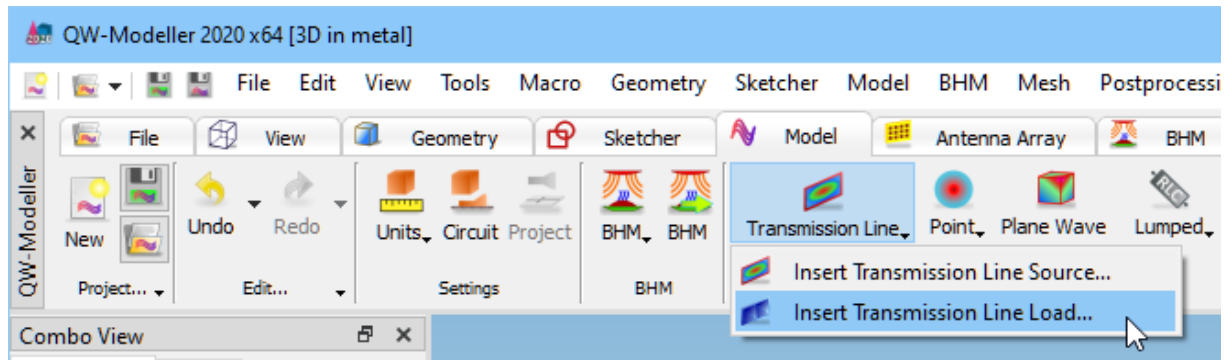 2020 QW-Modeller 2020 x64 [3D in metal]
File Edit View Tools Macro Geometry Sketcher Model BHM Mesh Postprocessi
File View Geometry Sketcher Model Antenna Array BHM
QW-Modeller
New Undo Redo Units Circuit Project BHM BHM Transmission Line Point Plane Wave RLC Lumped
Project... Edit... Settings BHM
Insert Transmission Line Source...
Insert Transmission Line Load...
Combo View